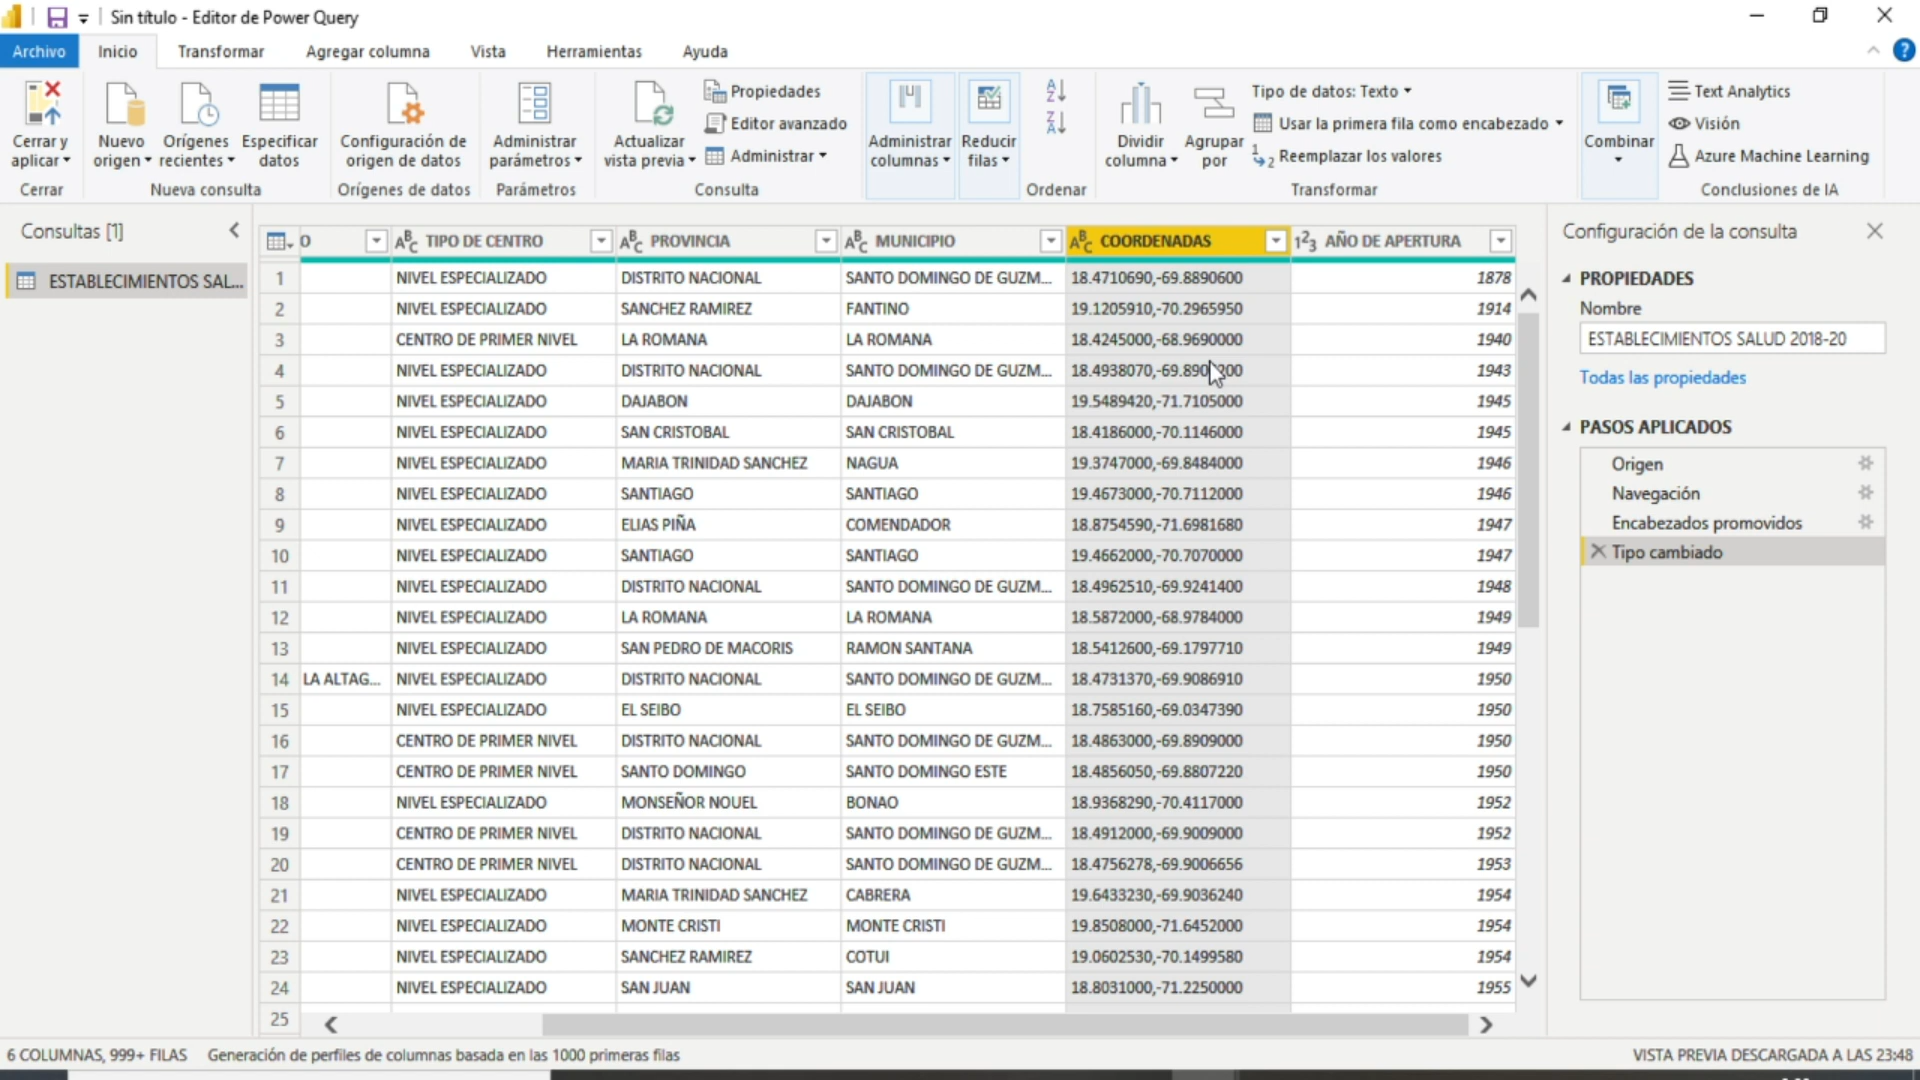 Sin título - Editor de Power Query
Archivo Inicio Transformar Agregar columna Vista Herramientas Ayuda
Cerrar y aplicar
Cerrar
Nuevo origen
Orígenes recientes
Especificar datos
Nueva consulta
Configuración de origen de datos
Orígenes de datos
Administrar parámetros
Parámetros
Actualizar vista previa
Propiedades
Editor avanzado
Administrar
Consulta
Administrar columnas
Reducir filas
Ordenar
Dividir columna
Agrupar por
Tipo de datos: Texto
Usar la primera fila como encabezado
Reemplazar los valores
Transformar
Combinar
Text Analytics
Visión
Azure Machine Learning
Conclusiones de IA
Consultas [1]
ESTABLECIMIENTOS SAL...
O TIPO DE CENTRO PROVINCIA MUNICIPIO COORDENADAS AÑO DE APERTURA
1 NIVEL ESPECIALIZADO DISTRITO NACIONAL SANTO DOMINGO DE GUZM... 18.4710690,-69.8890600 1878
2 NIVEL ESPECIALIZADO SANCHEZ RAMIREZ FANTINO 19.1205910,-70.2965950 1914
3 CENTRO DE PRIMER NIVEL LA ROMANA LA ROMANA 18.4245000,-68.9690000 1940
4 NIVEL ESPECIALIZADO DISTRITO NACIONAL SANTO DOMINGO DE GUZM... 1943
5 NIVEL ESPECIALIZADO DAJABON DAJABON 19.5489420,-71.7105000 1945
6 NIVEL ESPECIALIZADO SAN CRISTOBAL SAN CRISTOBAL 18.4186000,-70.1146000 1945
7 NIVEL ESPECIALIZADO MARIA TRINIDAD SANCHEZ NAGUA 19.3747000,-69.8484000 1946
8 NIVEL ESPECIALIZADO SANTIAGO SANTIAGO 19.4673000,-70.7112000 1946
9 NIVEL ESPECIALIZADO ELIAS PIÑA COMENDADOR 18.8754590,-71.6981680 1947
10 NIVEL ESPECIALIZADO SANTIAGO SANTIAGO 19.4662000,-70.7070000 1947
11 NIVEL ESPECIALIZADO DISTRITO NACIONAL SANTO DOMINGO DE GUZM... 18.4962510,-69.9241400 1948
12 NIVEL ESPECIALIZADO LA ROMANA LA ROMANA 18.5872000,-68.9784000 1949
13 NIVEL ESPECIALIZADO SAN PEDRO DE MACORIS RAMON SANTANA 18.5412600,-69.1797710 1949
14 LA ALTAG... NIVEL ESPECIALIZADO DISTRITO NACIONAL SANTO DOMINGO DE GUZM... 18.4731370,-69.9086910 1950
15 NIVEL ESPECIALIZADO EL SEIBO EL SEIBO 18.7585160,-69.0347390 1950
16 CENTRO DE PRIMER NIVEL DISTRITO NACIONAL SANTO DOMINGO DE GUZM... 18.4863000,-69.8909000 1950
17 CENTRO DE PRIMER NIVEL SANTO DOMINGO SANTO DOMINGO ESTE 18.4856050,-69.8807220 1950
18 NIVEL ESPECIALIZADO MONSEÑOR NOUEL BONAO 18.9368290,-70.4117000 1952
19 CENTRO DE PRIMER NIVEL DISTRITO NACIONAL SANTO DOMINGO DE GUZM... 18.4912000,-69.9009000 1952
20 CENTRO DE PRIMER NIVEL DISTRITO NACIONAL SANTO DOMINGO DE GUZM... 18.4756278,-69.9006656 1953
21 NIVEL ESPECIALIZADO MARIA TRINIDAD SANCHEZ CABRERA 19.6433230,-69.9036240 1954
22 NIVEL ESPECIALIZADO MONTE CRISTI MONTE CRISTI 19.8508000,-71.6452000 1954
23 NIVEL ESPECIALIZADO SANCHEZ RAMIREZ COTUI 19.0602530,-70.1499580 1954
24 NIVEL ESPECIALIZADO SAN JUAN SAN JUAN 18.8031000,-71.2250000 1955
25
Configuración de la consulta
PROPIEDADES
Nombre
ESTABLECIMIENTOS SALUD 2018-20
Todas las propiedades
PASOS APLICADOS
Origen
Navegación
Encabezados promovidos
Tipo cambiado
6 COLUMNAS, 999+ FILAS Generación de perfiles de columnas basada en las 1000 primeras filas
VISTA PREVIA DESCARGADA A LAS 23:48